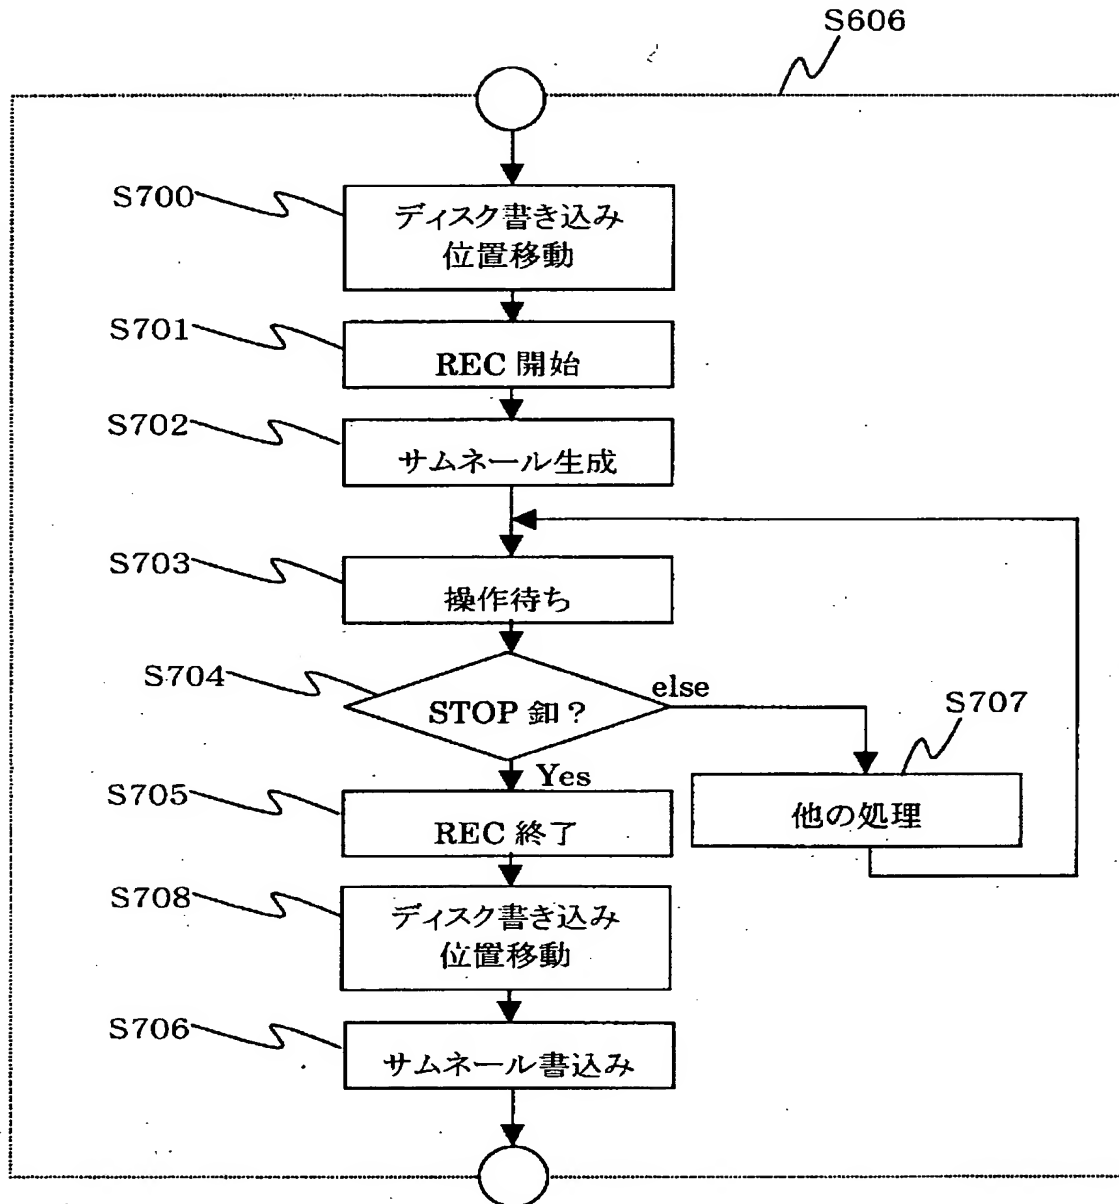 S606
S700
ディスク書き込み
位置移動
S701
REC 開始
S702
サムネール生成
S703
操作待ち
S704
STOP 釦？
else
S707
Yes
S705
REC 終了
他の処理
S708
ディスク書き込み
位置移動
S706
サムネール書込み